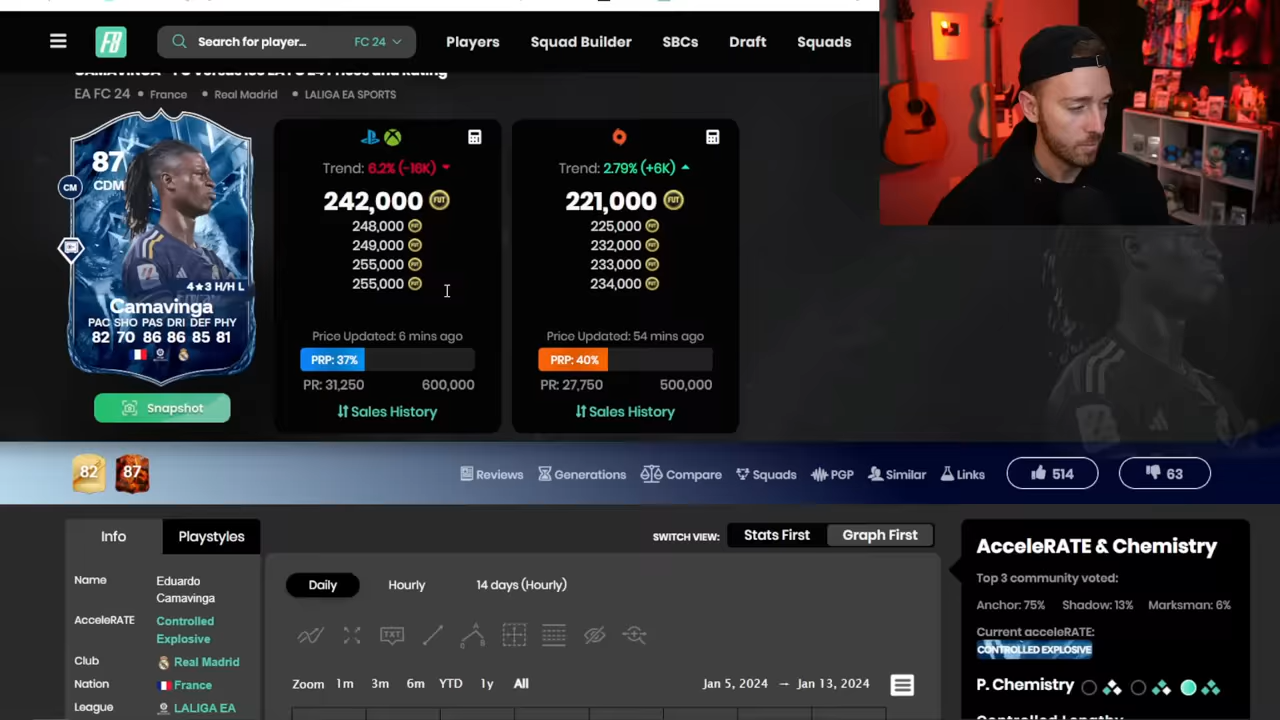 FB
Search for player...
FC 24
Players
Squad Builder
SBCs
Draft
Squads
EA FC 24
France
Real Madrid
LALIGA EA SPORTS
87
CDM
CM
4★3 H/H L
Camavinga
PAC SHO PAS DRI DEF PHY
82 70 86 86 85 81
Snapshot
Trend: 6.2% (-16K)
242,000
248,000
249,000
255,000
255,000
Price Updated: 6 mins ago
PRP: 37%
PR: 31,250
600,000
Sales History
Trend: 2.79% (+6K)
221,000
225,000
232,000
233,000
234,000
Price Updated: 54 mins ago
PRP: 40%
PR: 27,750
500,000
Sales History
82
87
Reviews
Generations
Compare
Squads
PGP
Similar
Links
514
63
Info
Playstyles
SWITCH VIEW:
Stats First
Graph First
Name
Eduardo
Camavinga
AcceleRATE
Controlled
Explosive
Club
Real Madrid
Nation
France
League
LALIGA EA
Daily
Hourly
14 days (Hourly)
TXT
Zoom
1m
3m
6m
YTD
1y
All
Jan 5, 2024 → Jan 13, 2024
AcceleRATE & Chemistry
Top 3 community voted:
Anchor: 75%
Shadow: 13%
Marksman: 6%
Current acceleRATE:
CONTROLLED EXPLOSIVE
P. Chemistry